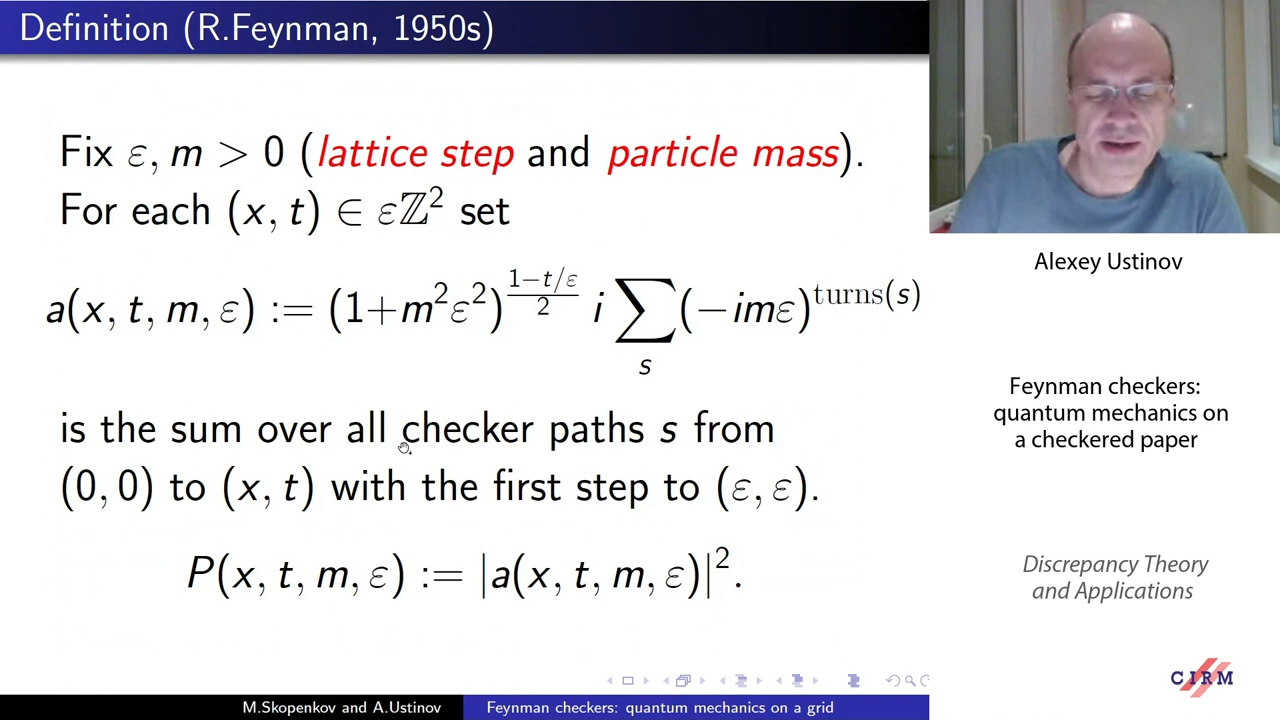 Definition (R.Feynman, 1950s)
Fix ε, m > 0 (lattice step and particle mass).
For each (x, t) ∈ εℤ² set
a(x, t, m, ε) := (1+m²ε²)^{\frac{1−t/ε}{2}} i ∑_s (−imε)^{turns(s)}
is the sum over all checker paths s from
(0, 0) to (x, t) with the first step to (ε, ε).
P(x, t, m, ε) := |a(x, t, m, ε)|².
M.Skopenkov and A.Ustinov
Feynman checkers: quantum mechanics on a grid
Alexey Ustinov
Feynman checkers:
quantum mechanics on
a checkered paper
Discrepancy Theory
and Applications
CIRM